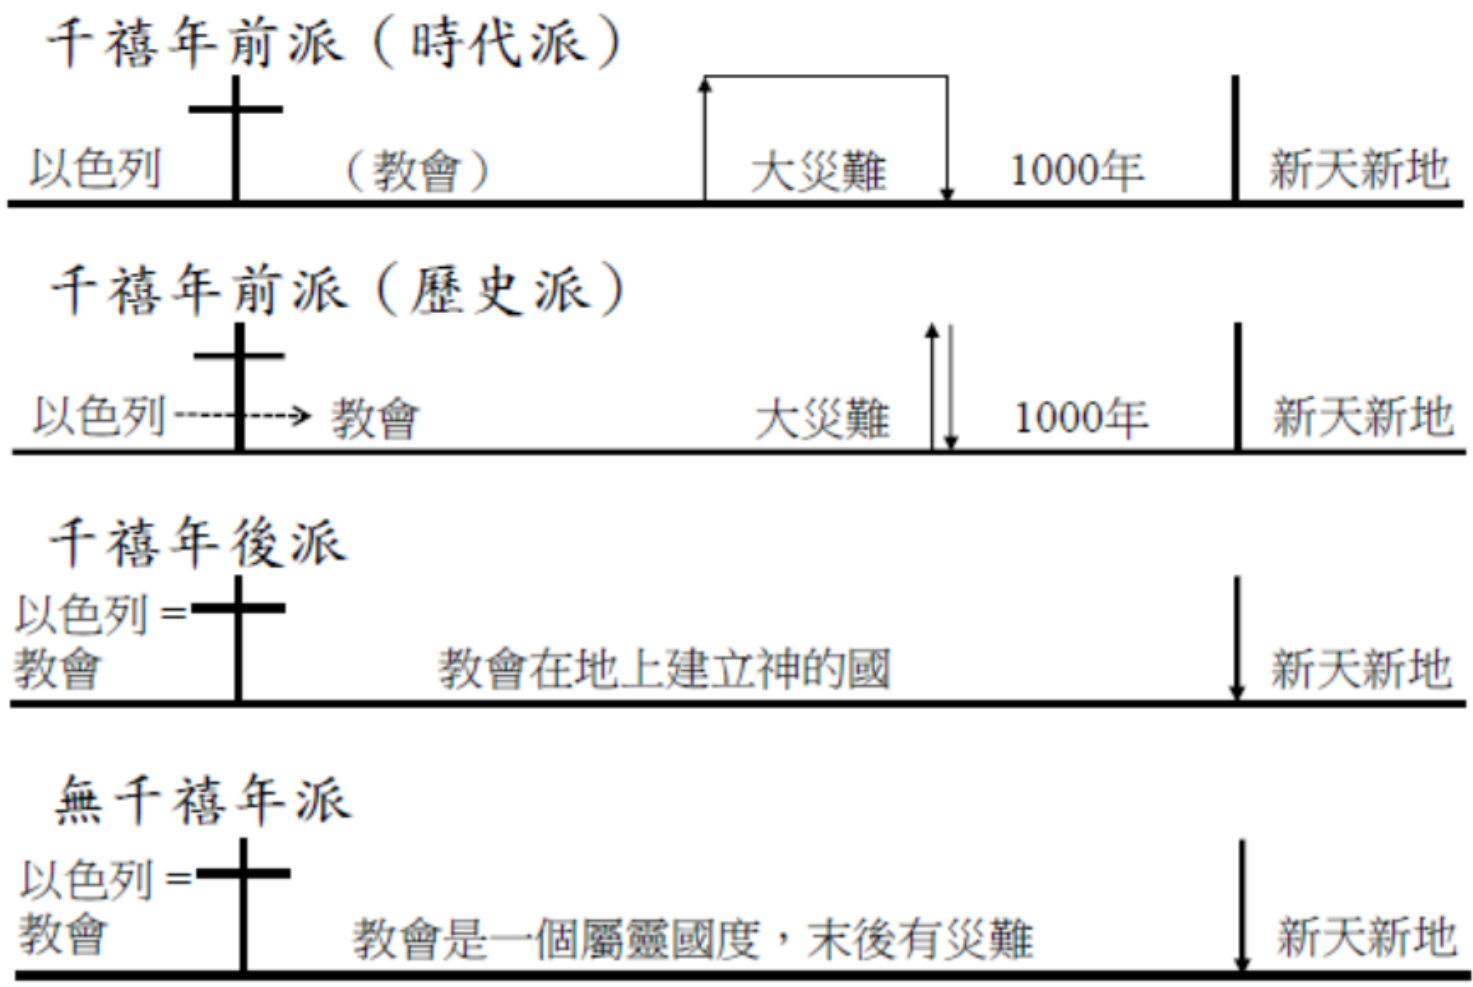 千禧年前派（時代派）
以色列 （教會） 大災難 1000年 新天新地
千禧年前派（歷史派）
以色列 教會 大災難 1000年 新天新地
千禧年後派
以色列=
教會 教會在地上建立神的國 新天新地
無千禧年派
以色列=
教會 教會是一個屬靈國度，末後有災難 新天新地